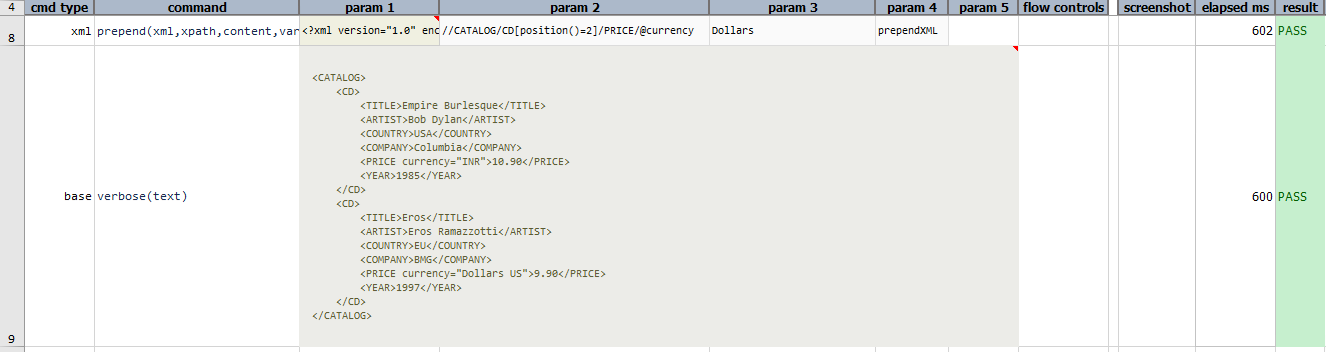 4 cmd type command param 1 param 2 param 3 param 4 param 5 flow controls screenshot elapsed ms result
8 xml prepend(xml,xpath,content,var <?xml version="1.0" enc //CATALOG/CD[position()=2]/PRICE/@currency Dollars prependXML 602 PASS
<CATALOG>
<CD>
<TITLE>Empire Burlesque</TITLE>
<ARTIST>Bob Dylan</ARTIST>
<COUNTRY>USA</COUNTRY>
<COMPANY>Columbia</COMPANY>
<PRICE currency="INR">10.90</PRICE>
<YEAR>1985</YEAR>
</CD>
base verbose(text) 600 PASS
<CD>
<TITLE>Eros</TITLE>
<ARTIST>Eros Ramazzotti</ARTIST>
<COUNTRY>EU</COUNTRY>
<COMPANY>BMG</COMPANY>
<PRICE currency="Dollars US">9.90</PRICE>
<YEAR>1997</YEAR>
</CD>
</CATALOG>
9